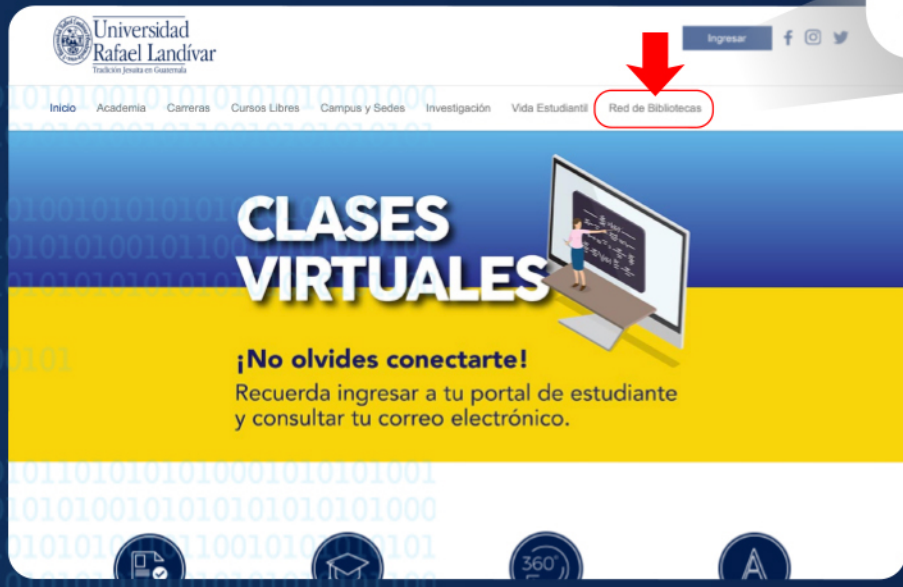 Universidad
Rafael Landívar
Tradición Jesuita en Guatemala
Ingresar
Inicio Academia Carreras Cursos Libres Campus y Sedes Investigación Vida Estudiantil Red de Bibliotecas
CLASES
VIRTUALES
¡No olvides conectarte!
Recuerda ingresar a tu portal de estudiante
y consultar tu correo electrónico.
360°